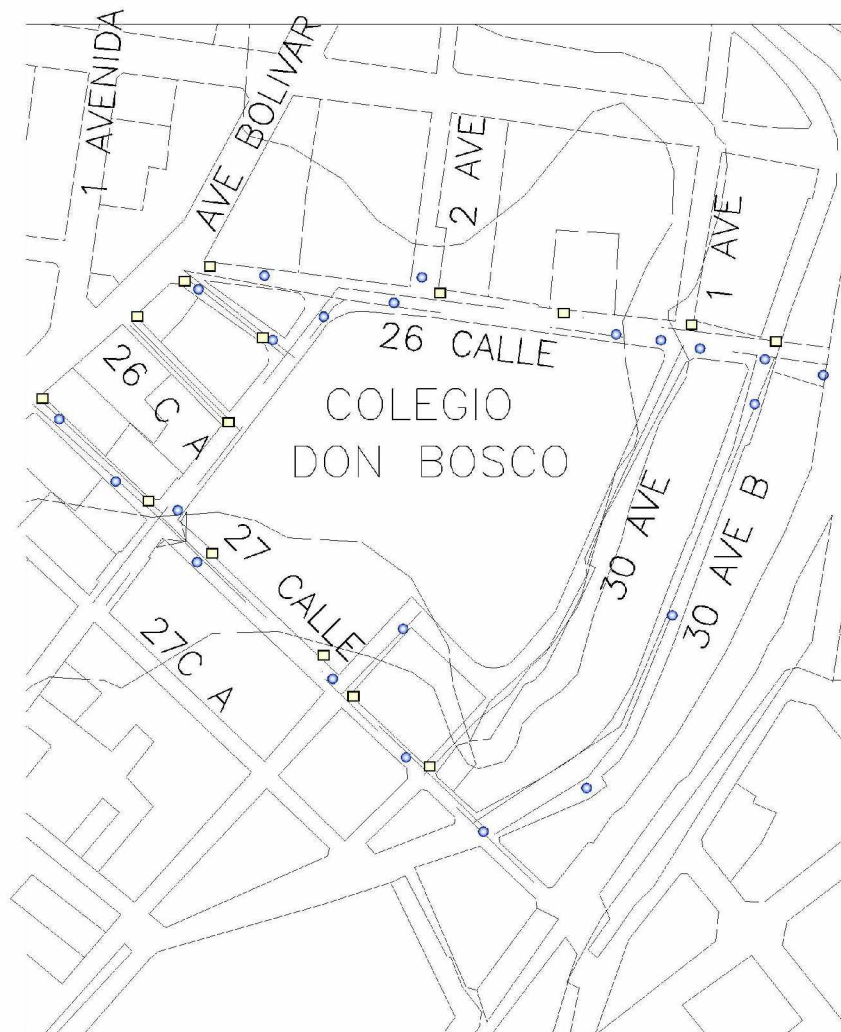 1 AVENIDA
AVE BOLIVAR
2 AVE
1 AVE
26 CALLE
26 C A
COLEGIO
DON BOSCO
30 AVE
30 AVE B
27 CALLE
27C A